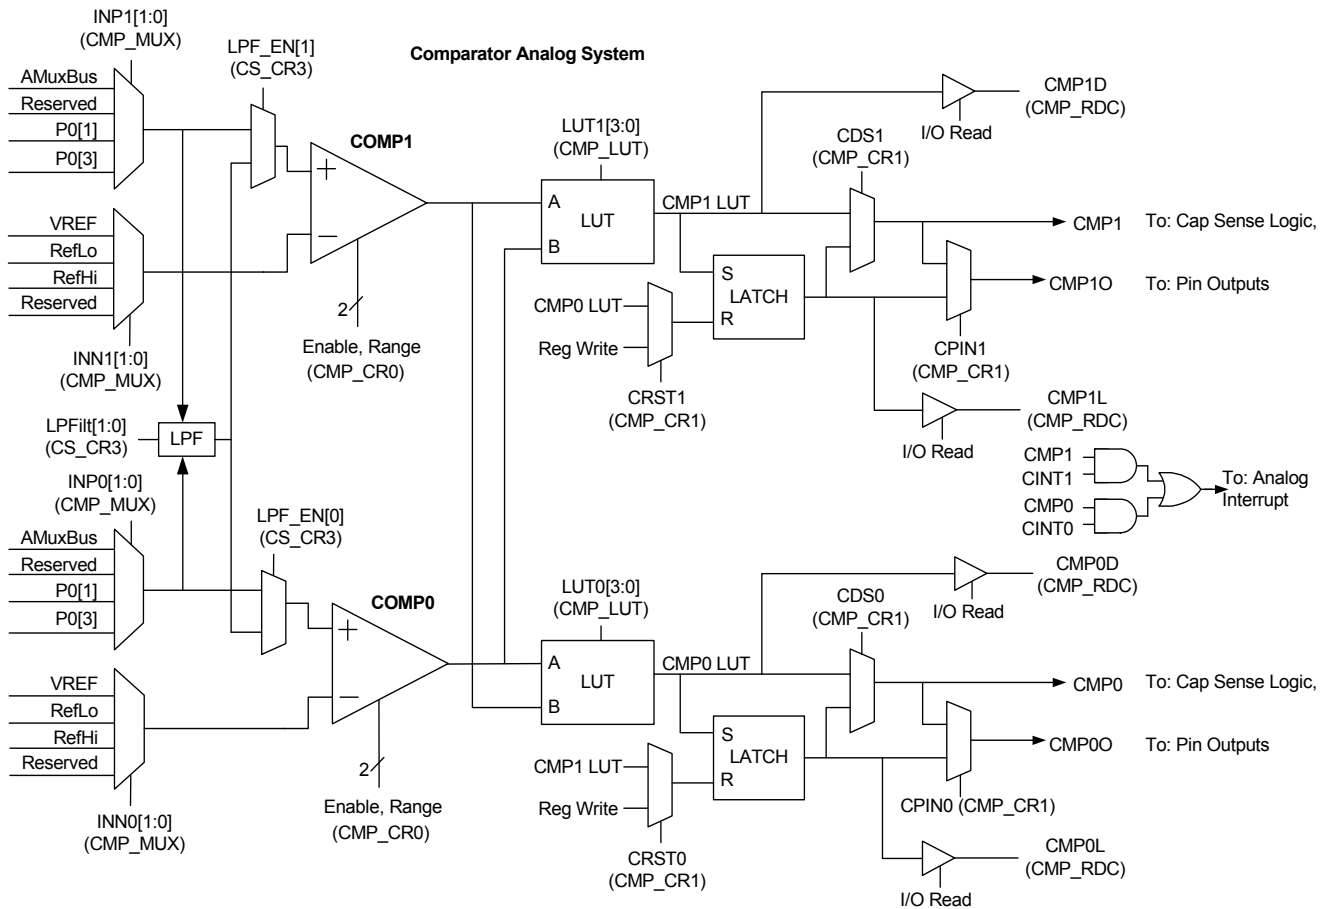 Comparator Analog System
INP1[1:0]
(CMP_MUX)
LPF_EN[1]
(CS_CR3)
AMuxBus
Reserved
P0[1]
P0[3]
COMP1
+
−
VREF
RefLo
RefHi
Reserved
INN1[1:0]
(CMP_MUX)
2
Enable, Range
(CMP_CR0)
LUT1[3:0]
(CMP_LUT)
A
LUT
B
CMP1 LUT
CDS1
(CMP_CR1)
I/O Read
CMP1D
(CMP_RDC)
CMP1
To: Cap Sense Logic,
S
LATCH
R
CMP0 LUT
Reg Write
CRST1
(CMP_CR1)
CMP1O
To: Pin Outputs
CPIN1
(CMP_CR1)
I/O Read
CMP1L
(CMP_RDC)
CMP1
CINT1
CMP0
CINT0
To: Analog
Interrupt
LPFilt[1:0]
(CS_CR3)
LPF
INP0[1:0]
(CMP_MUX)
LPF_EN[0]
(CS_CR3)
AMuxBus
Reserved
P0[1]
P0[3]
COMP0
+
−
VREF
RefLo
RefHi
Reserved
INN0[1:0]
(CMP_MUX)
2
Enable, Range
(CMP_CR0)
LUT0[3:0]
(CMP_LUT)
A
LUT
B
CMP0 LUT
CDS0
(CMP_CR1)
I/O Read
CMP0D
(CMP_RDC)
CMP0
To: Cap Sense Logic,
S
LATCH
R
CMP1 LUT
Reg Write
CRST0
(CMP_CR1)
CMP0O
To: Pin Outputs
CPIN0 (CMP_CR1)
I/O Read
CMP0L
(CMP_RDC)